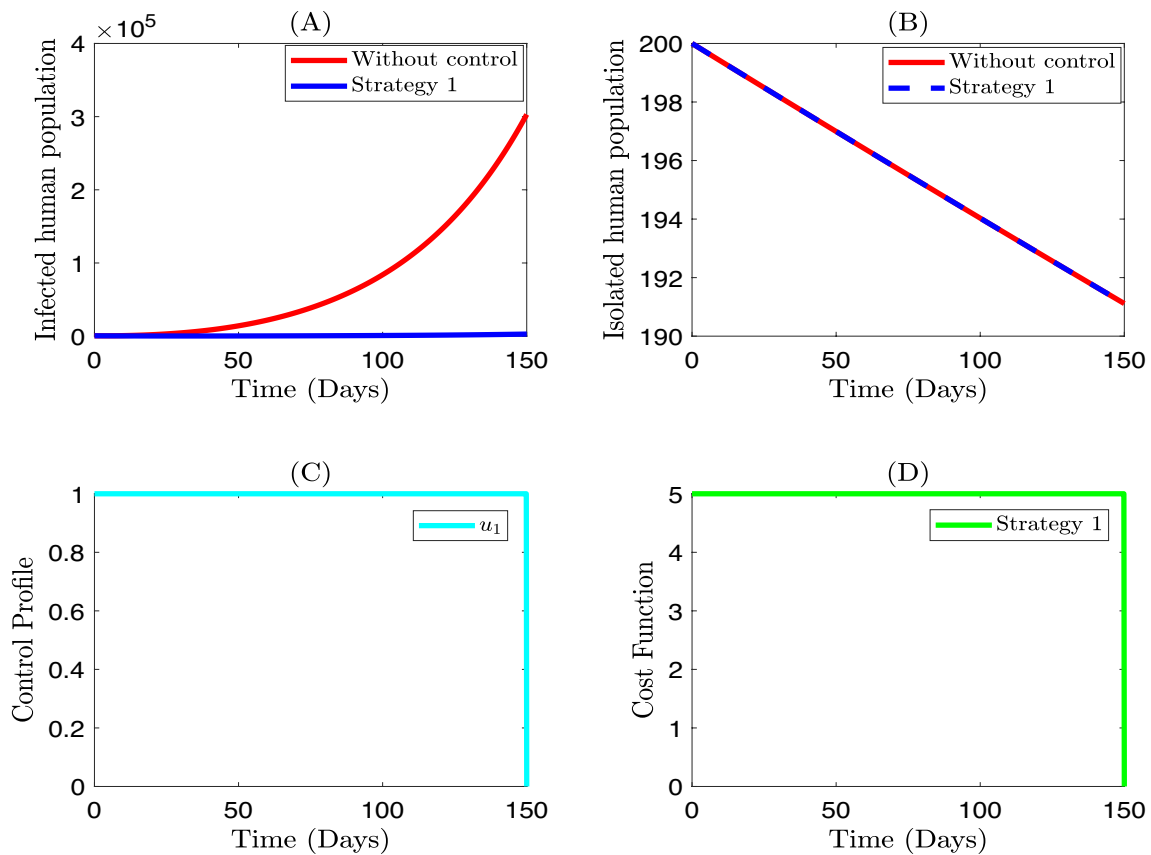 (A)
×10^5
4
3
2
1
0
0 50 100 150
Infected human population
Time (Days)
Without control
Strategy 1
(B)
200
198
196
194
192
190
0 50 100 150
Isolated human population
Time (Days)
Without control
Strategy 1
(C)
1
0.8
0.6
0.4
0.2
0
0 50 100 150
Control Profile
Time (Days)
u₁
(D)
5
4
3
2
1
0
0 50 100 150
Cost Function
Time (Days)
Strategy 1